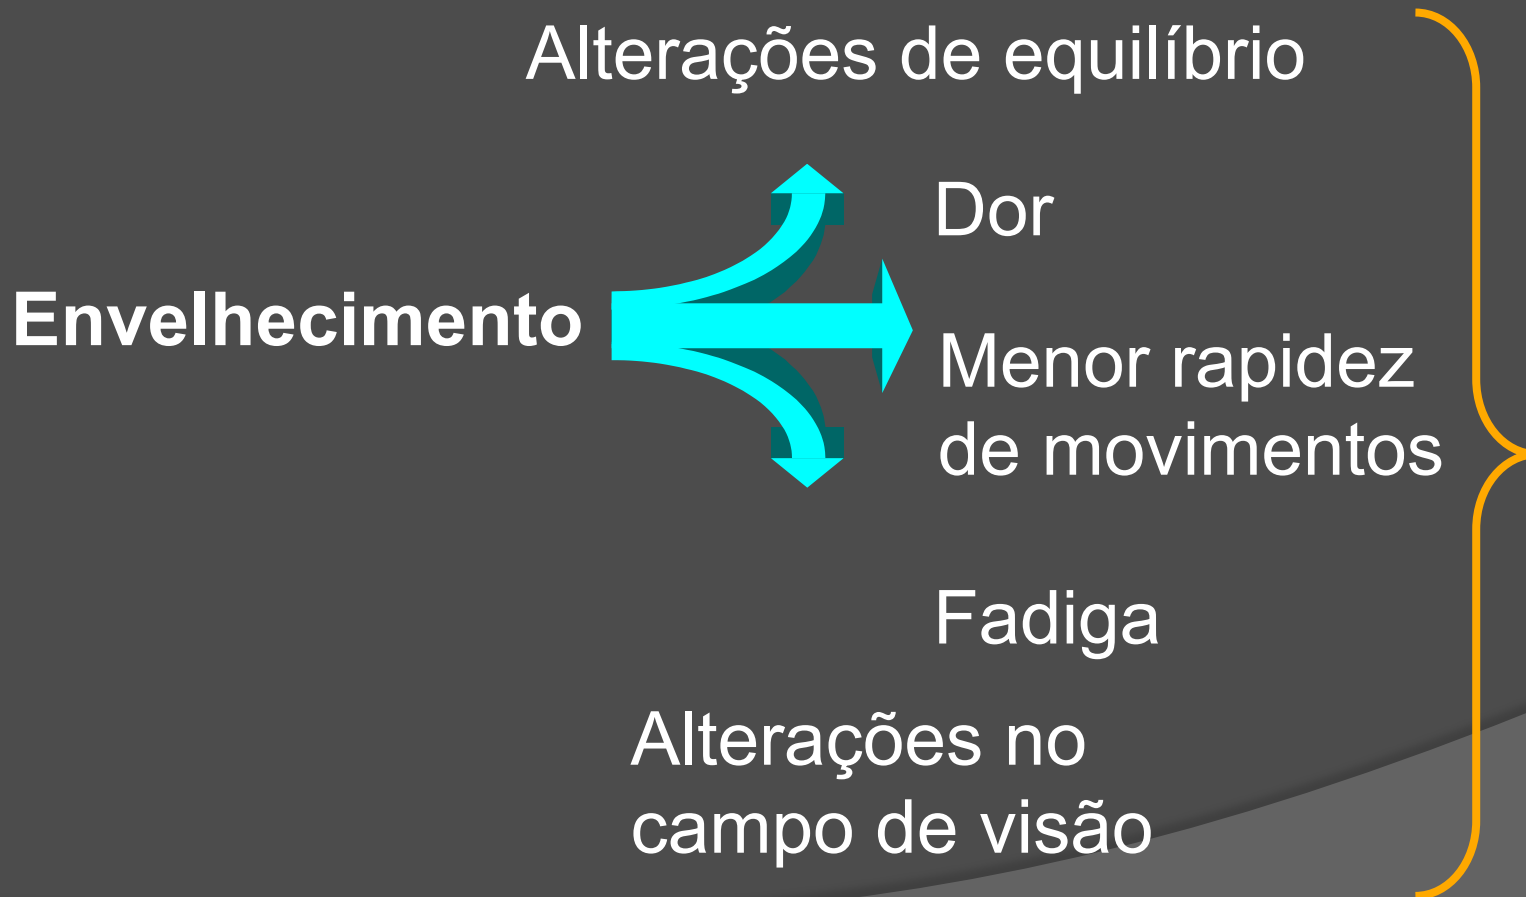 Alterações de equilíbrio
Dor
Envelhecimento
Menor rapidez
de movimentos
Fadiga
Alterações no
campo de visão